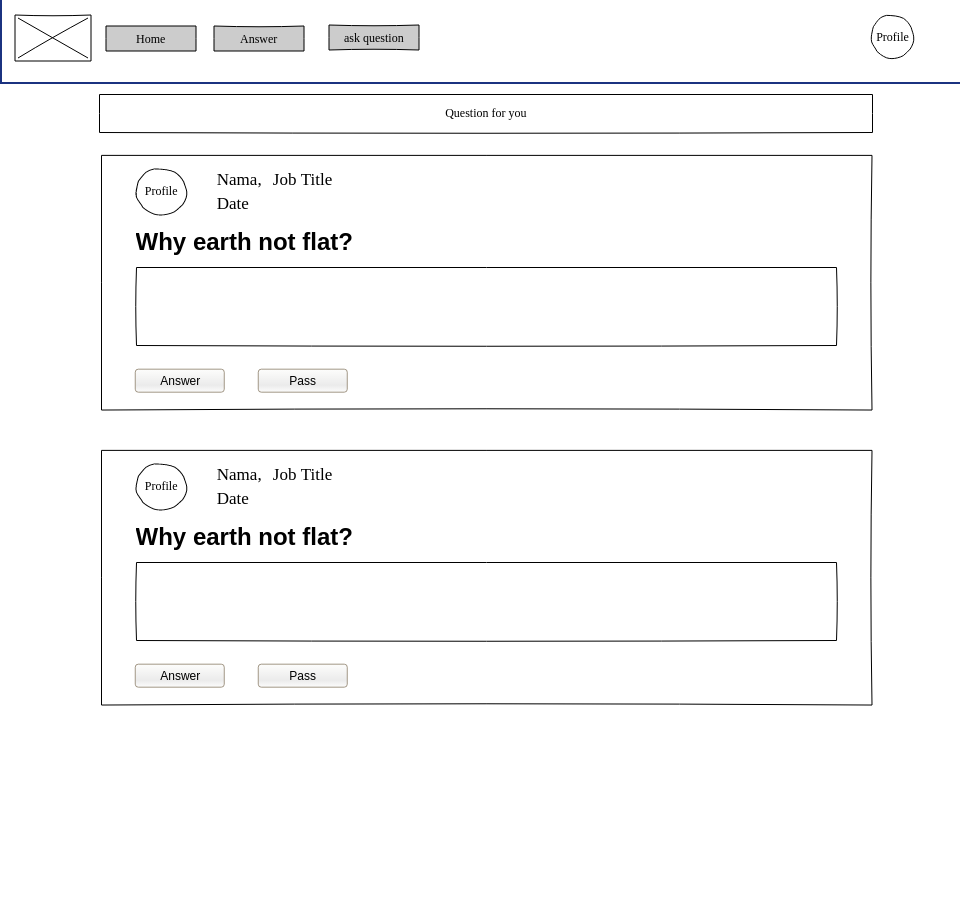 Home
Answer
ask question
Profile
Question for you
Profile
Nama, Job Title
Date
Why earth not flat?
Answer
Pass
Profile
Nama, Job Title
Date
Why earth not flat?
Answer
Pass